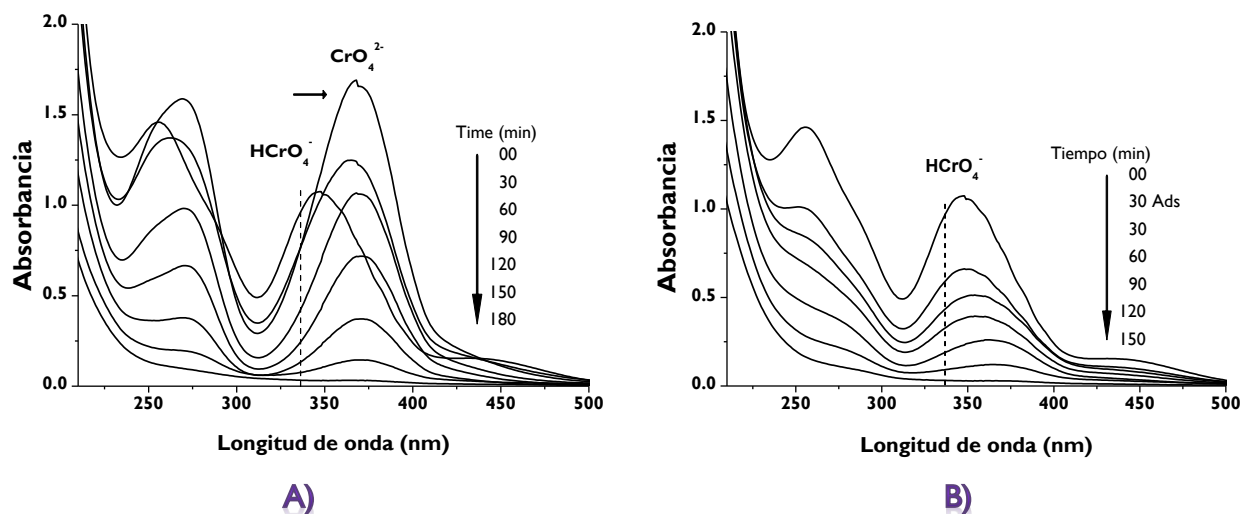 2.0
1.5
1.0
0.5
0.0
250
300
350
400
450
500
Absorbancia
Longitud de onda (nm)
CrO₄²⁻
HCrO₄⁻
Time (min)
00
30
60
90
120
150
180
A)
2.0
1.5
1.0
0.5
0.0
250
300
350
400
450
500
Absorbancia
Longitud de onda (nm)
HCrO₄⁻
Tiempo (min)
00
30 Ads
30
60
90
120
150
B)